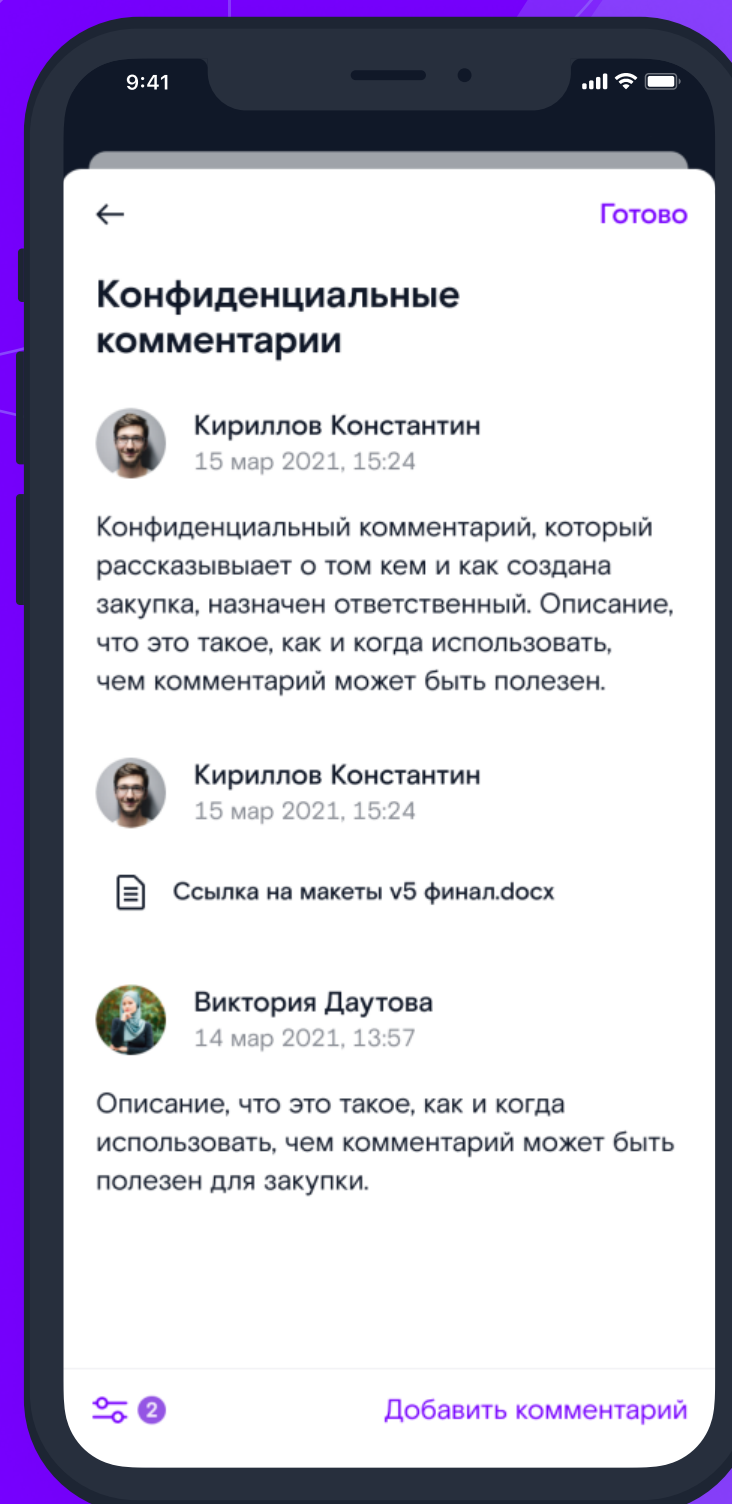 9:41
Готово
Конфиденциальные
комментарии
Кириллов Константин
15 мар 2021, 15:24
Конфиденциальный комментарий, который
рассказывыает о том кем и как создана
закупка, назначен ответственный. Описание,
что это такое, как и когда использовать,
чем комментарий может быть полезен.
Кириллов Константин
15 мар 2021, 15:24
Ссылка на макеты v5 финал.docx
Виктория Даутова
14 мар 2021, 13:57
Описание, что это такое, как и когда
использовать, чем комментарий может быть
полезен для закупки.
2
Добавить комментарий